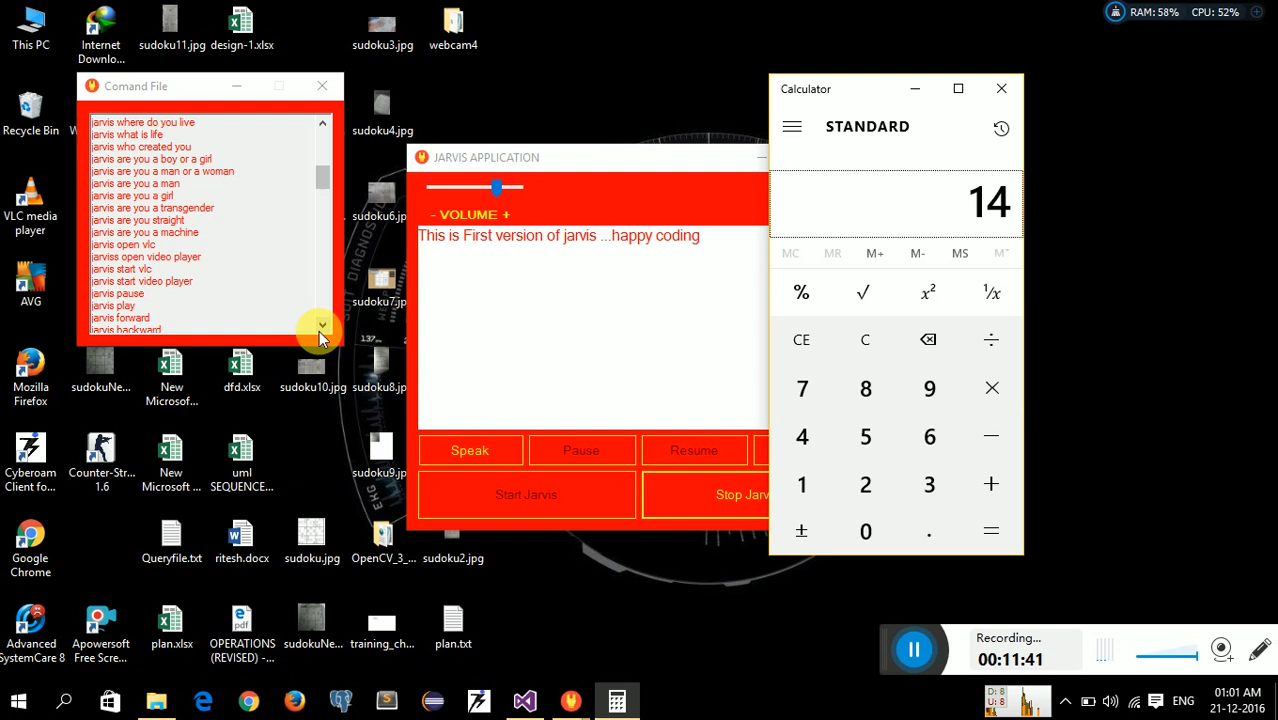 This PC
Internet
Downlo...
sudoku11.jpg
design-1.xlsx
sudoku3.jpg
webcam4
RAM: 58%
CPU: 52%
Comand File
jarvis where do you live
jarvis what is life
jarvis who created you
jarvis are you a boy or a girl
jarvis are you a man or a woman
jarvis are you a man
jarvis are you a girl
jarvis are you a transgender
jarvis are you straight
jarvis are you a machine
jarvis open vlc
jarviss open video player
jarvis start vlc
jarvis start video player
jarvis pause
jarvis play
jarvis forward
jarvis backward
Recycle Bin
sudoku4.jpg
VLC media
player
sudoku6.jp
AVG
sudoku7.jp
JARVIS APPLICATION
- VOLUME +
This is First version of jarvis ...happy coding
Speak
Pause
Resume
Start Jarvis
Stop Jarv
Calculator
STANDARD
14
MC MR M+ M- MS
% √ x² ¹/x
CE C ÷
7 8 9 ×
4 5 6 −
1 2 3 +
± 0 . =
Mozilla
Firefox
sudokuNe...
New
Microsof...
dfd.xlsx
sudoku10.jpg
sudoku8.jp
Cyberoam
Client fo...
Counter-Str...
1.6
New
Microsoft ...
uml
SEQUENCE...
sudoku9.jp
Google
Chrome
Queryfile.txt
ritesh.docx
sudoku.jpg
OpenCV_3_...
sudoku2.jpg
Advanced
SystemCare 8
Apowersoft
Free Scre...
plan.xlsx
OPERATIONS
(REVISED) -...
sudokuNe...
training_ch...
plan.txt
Recording...
00:11:41
D: 8
U: 8
ENG
01:01 AM
21-12-2016